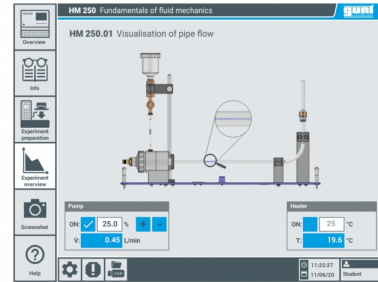 HM 250 Fundamentals of fluid mechanics
gunt
HM 250.01 Visualisation of pipe flow
Overview
Info
Experiment
preparation
Experiment
overview
Screenshot
Help
Pump
ON: 25.0 % + -
V̇: 0.45 L/min
Heater
ON: 25 °C
T: 19.6 °C
USB
11:25:27
11/06/20 Student